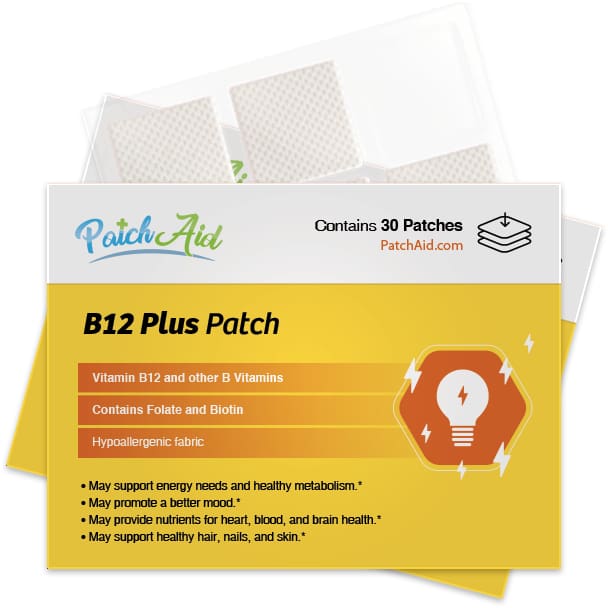 Patch Aid
Contains 30 Patches
PatchAid.com
B12 Plus Patch
Vitamin B12 and other B Vitamins
Contains Folate and Biotin
Hypoallergenic fabric
• May support energy needs and healthy metabolism.*
• May promote a better mood.*
• May provide nutrients for heart, blood, and brain health.*
• May support healthy hair, nails, and skin.*